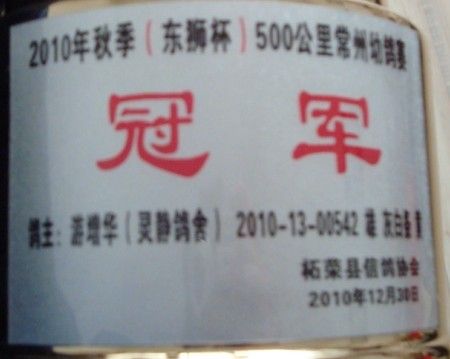 2010年秋季(东狮杯)500公里常州幼鸽赛
冠军
鸽主:游增华(灵静鸽舍) 2010-13-00542 雄 灰白条 黄
柘荣县信鸽协会
2010年12月30日